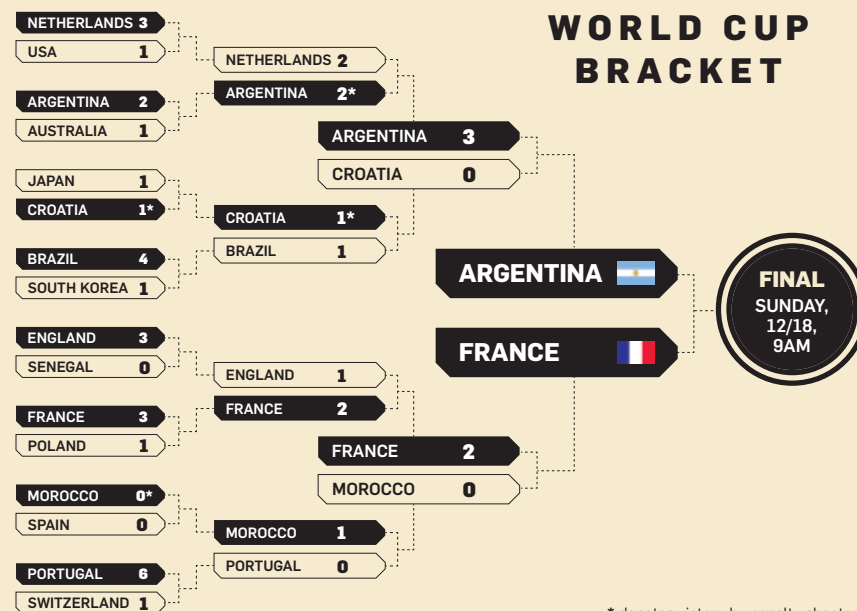 WORLD CUP
BRACKET
NETHERLANDS 3
USA 1
ARGENTINA 2
AUSTRALIA 1
JAPAN 1
CROATIA 1*
BRAZIL 4
SOUTH KOREA 1
ENGLAND 3
SENEGAL 0
FRANCE 3
POLAND 1
MOROCCO 0*
SPAIN 0
PORTUGAL 6
SWITZERLAND 1
NETHERLANDS 2
ARGENTINA 2*
CROATIA 1*
BRAZIL 1
ENGLAND 1
FRANCE 2
MOROCCO 1
PORTUGAL 0
ARGENTINA 3
CROATIA 0
FRANCE 2
MOROCCO 0
ARGENTINA
FRANCE
FINAL
SUNDAY,
12/18,
9AM